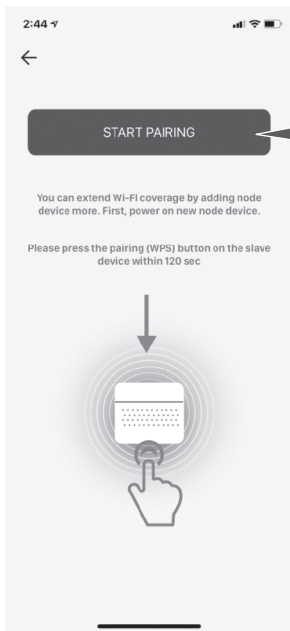 2:44
START PAIRING
You can extend Wi-Fi coverage by adding node
device more. First, power on new node device.
Please press the pairing (WPS) button on the slave
device within 120 sec